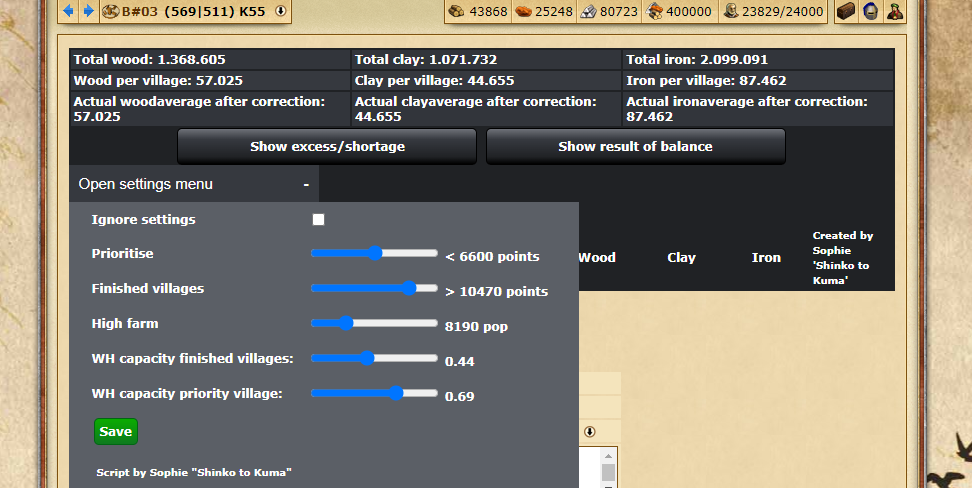 B#03 (569|511) K55 43868 25248 80723 400000 23829/24000
Total wood: 1.368.605 Total clay: 1.071.732 Total iron: 2.099.091
Wood per village: 57.025 Clay per village: 44.655 Iron per village: 87.462
Actual woodaverage after correction: Actual clayaverage after correction: Actual ironaverage after correction:
57.025 44.655 87.462
Show excess/shortage Show result of balance
Open settings menu -
Ignore settings
Prioritise < 6600 points
Finished villages > 10470 points
High farm 8190 pop
WH capacity finished villages: 0.44
WH capacity priority village: 0.69
Save
Script by Sophie "Shinko to Kuma"
Wood Clay Iron
Created by
Sophie
'Shinko to
Kuma'